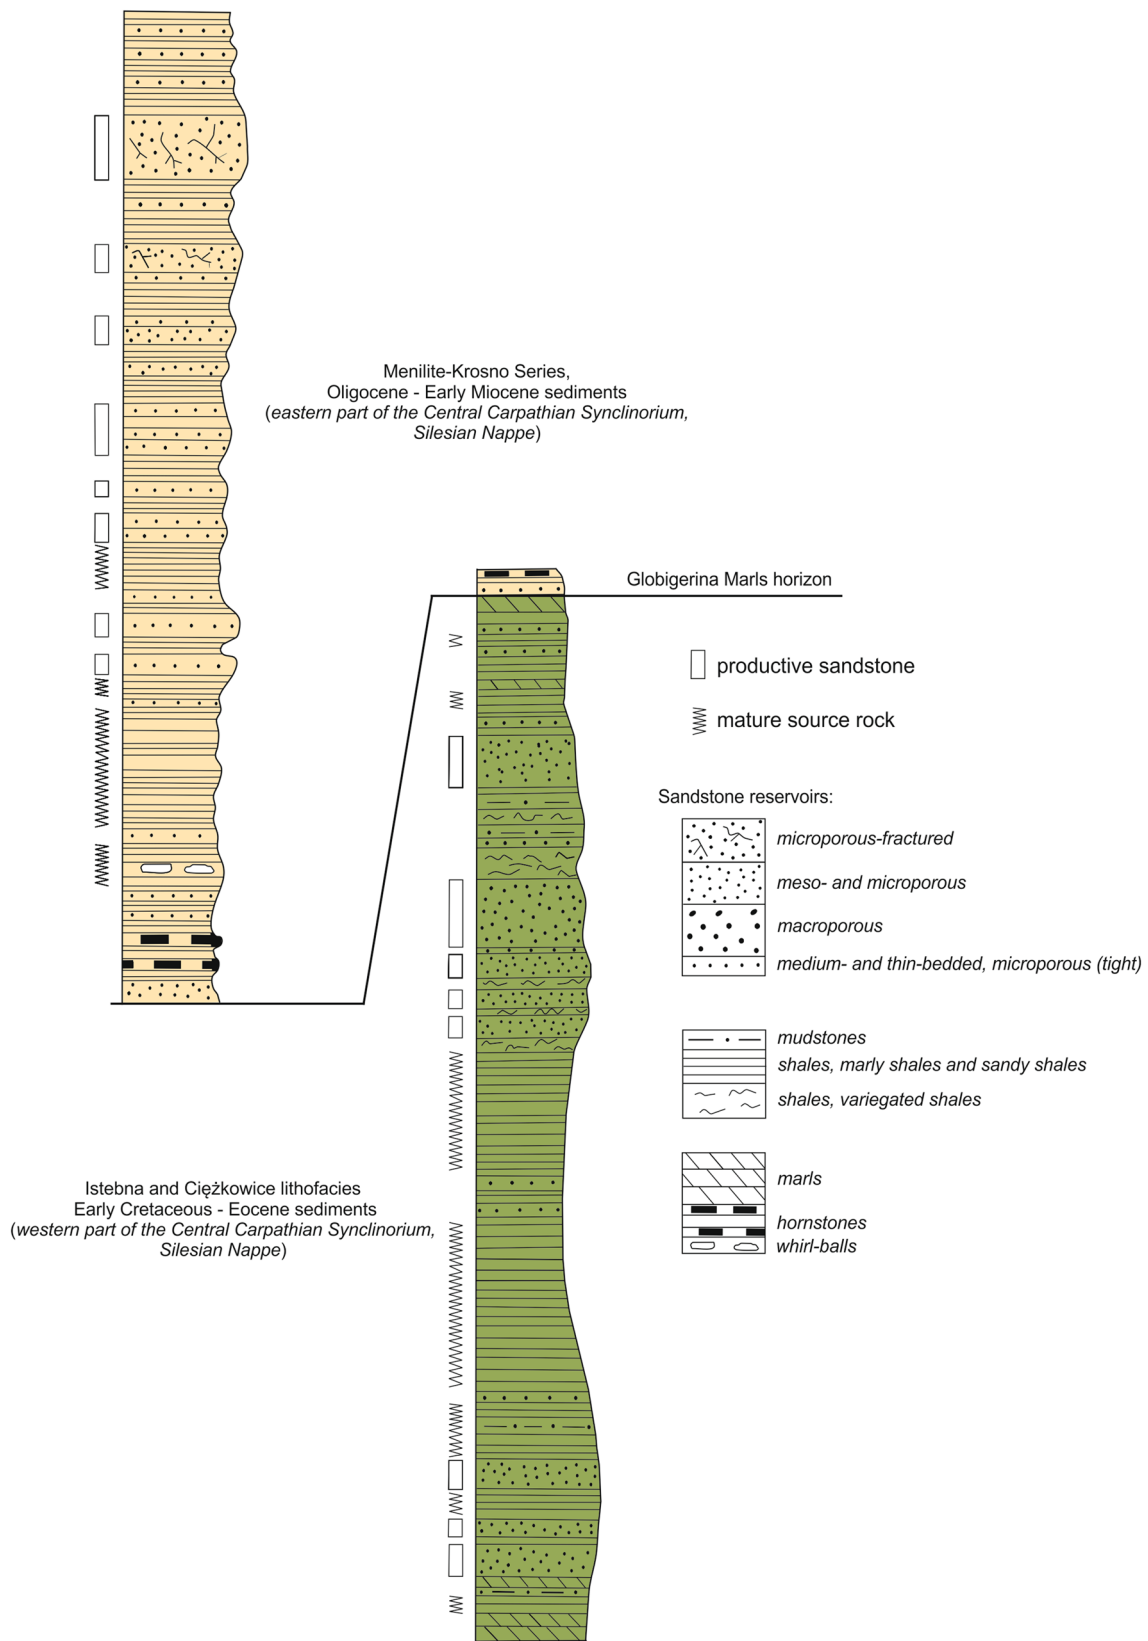 Menilite-Krosno Series,
Oligocene - Early Miocene sediments
(eastern part of the Central Carpathian Synclinorium,
Silesian Nappe)
Globigerina Marls horizon
productive sandstone
mature source rock
Sandstone reservoirs:
microporous-fractured
meso- and microporous
macroporous
medium- and thin-bedded, microporous (tight)
mudstones
shales, marly shales and sandy shales
shales, variegated shales
marls
hornstones
whirl-balls
Istebna and Ciężkowice lithofacies
Early Cretaceous - Eocene sediments
(western part of the Central Carpathian Synclinorium,
Silesian Nappe)